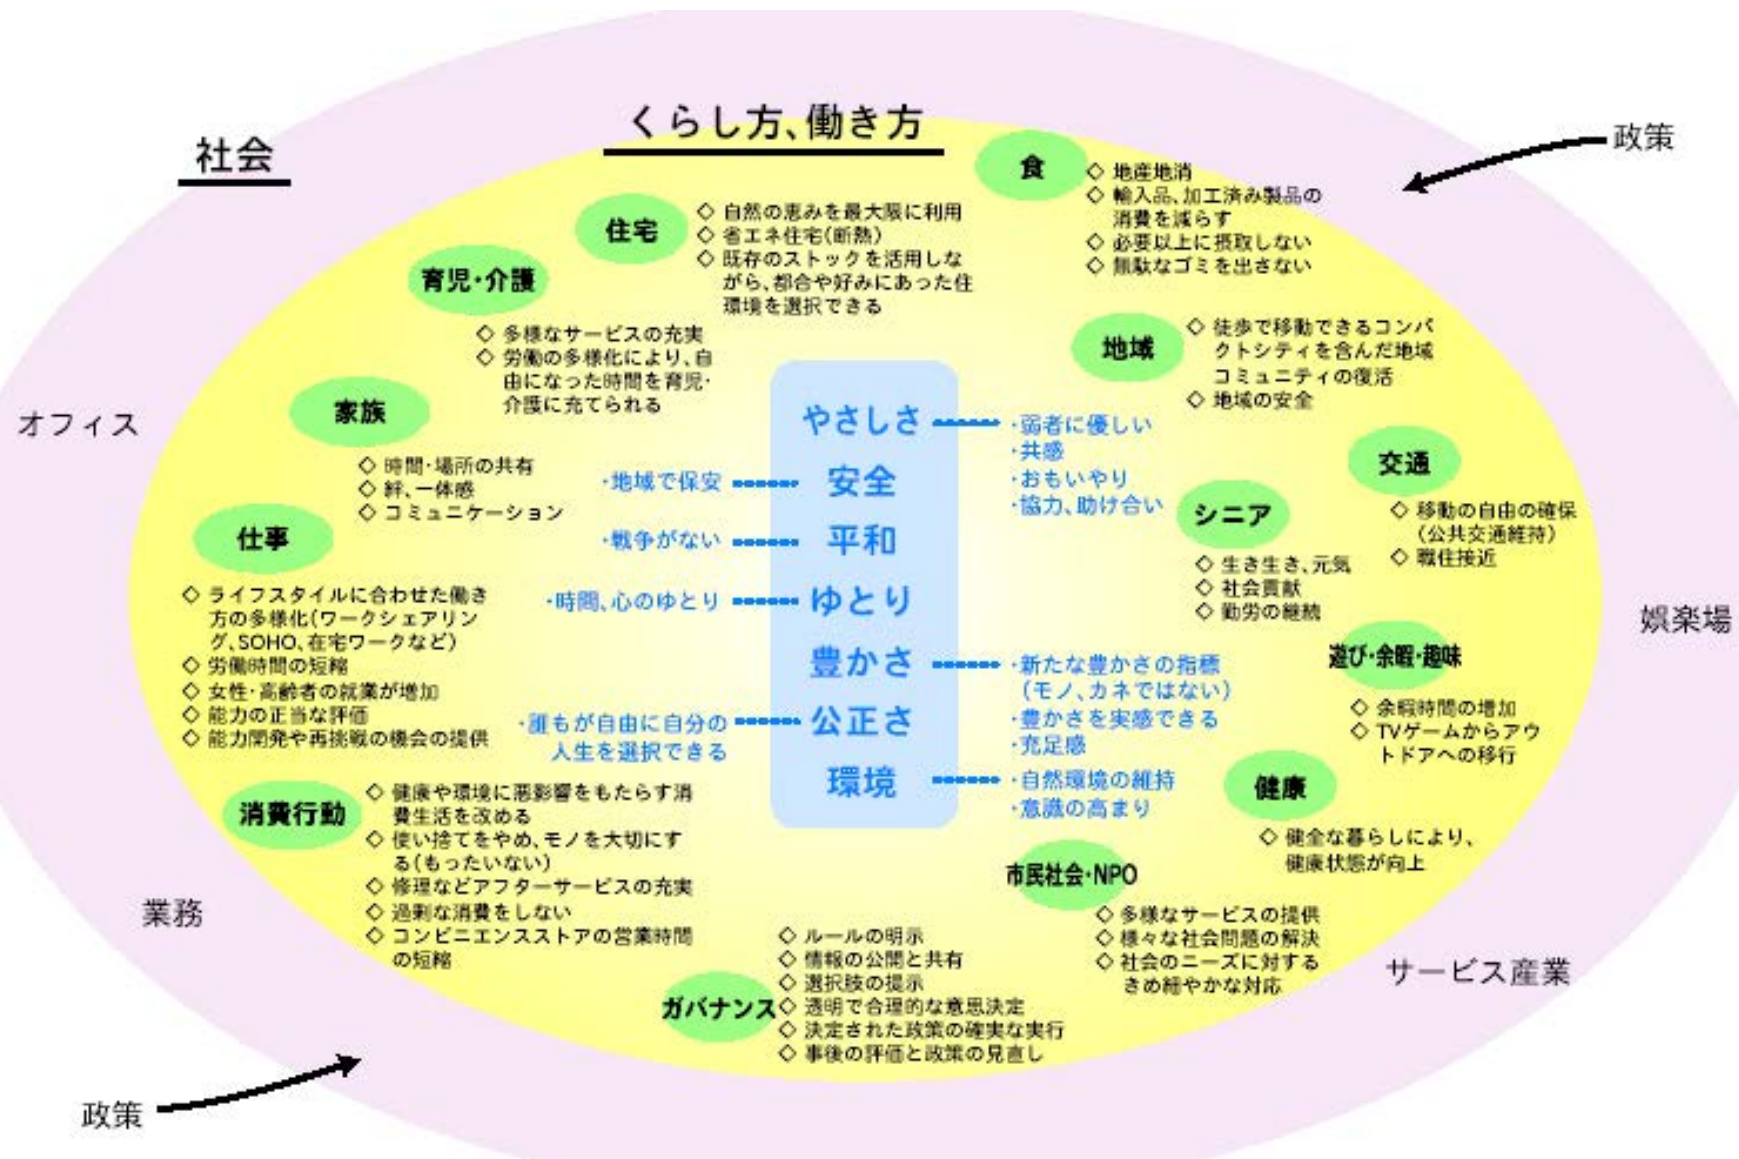 くらし方、働き方
社会
政策
食
◇ 地産地消
◇ 輸入品、加工済み製品の
消費を減らす
◇ 必要以上に摂取しない
◇ 無駄なゴミを出さない
住宅
◇ 自然の恵みを最大限に利用
◇ 省エネ住宅(断熱)
◇ 既存のストックを活用しな
がら、都合や好みにあった住
環境を選択できる
育児・介護
◇ 多様なサービスの充実
◇ 労働の多様化により、自
由になった時間を育児・
介護に充てられる
地域
◇ 徒歩で移動できるコンパ
クトシティを含んだ地域
コミュニティの復活
◇ 地域の安全
オフィス
家族
◇ 時間・場所の共有
◇ 絆、一体感
◇ コミュニケーション
やさしさ
・弱者に優しい
・共感
・おもいやり
・協力、助け合い
・地域で保安
安全
・戦争がない
平和
・時間、心のゆとり
ゆとり
豊かさ
・新たな豊かさの指標
(モノ、カネではない)
・豊かさを実感できる
・充足感
・誰もが自由に自分の
人生を選択できる
公正さ
環境
・自然環境の維持
・意識の高まり
交通
◇ 移動の自由の確保
(公共交通維持)
◇ 職住接近
シニア
◇ 生き生き、元気
◇ 社会貢献
◇ 勤労の継続
仕事
◇ ライフスタイルに合わせた働き
方の多様化(ワークシェアリン
グ、SOHO、在宅ワークなど)
◇ 労働時間の短縮
◇ 女性・高齢者の就業が増加
◇ 能力の正当な評価
◇ 能力開発や再挑戦の機会の提供
娯楽場
遊び・余暇・趣味
◇ 余暇時間の増加
◇ TVゲームからアウ
トドアへの移行
健康
◇ 健全な暮らしにより、
健康状態が向上
消費行動
◇ 健康や環境に悪影響をもたらす消
費生活を改める
◇ 使い捨てをやめ、モノを大切にす
る(もったいない)
◇ 修理などアフターサービスの充実
◇ 過剰な消費をしない
◇ コンビニエンスストアの営業時間
の短縮
業務
市民社会・NPO
◇ 多様なサービスの提供
◇ 様々な社会問題の解決
◇ 社会のニーズに対する
きめ細やかな対応
サービス産業
ガバナンス
◇ ルールの明示
◇ 情報の公開と共有
◇ 選択肢の提示
◇ 透明で合理的な意思決定
◇ 決定された政策の確実な実行
◇ 事後の評価と政策の見直し
政策